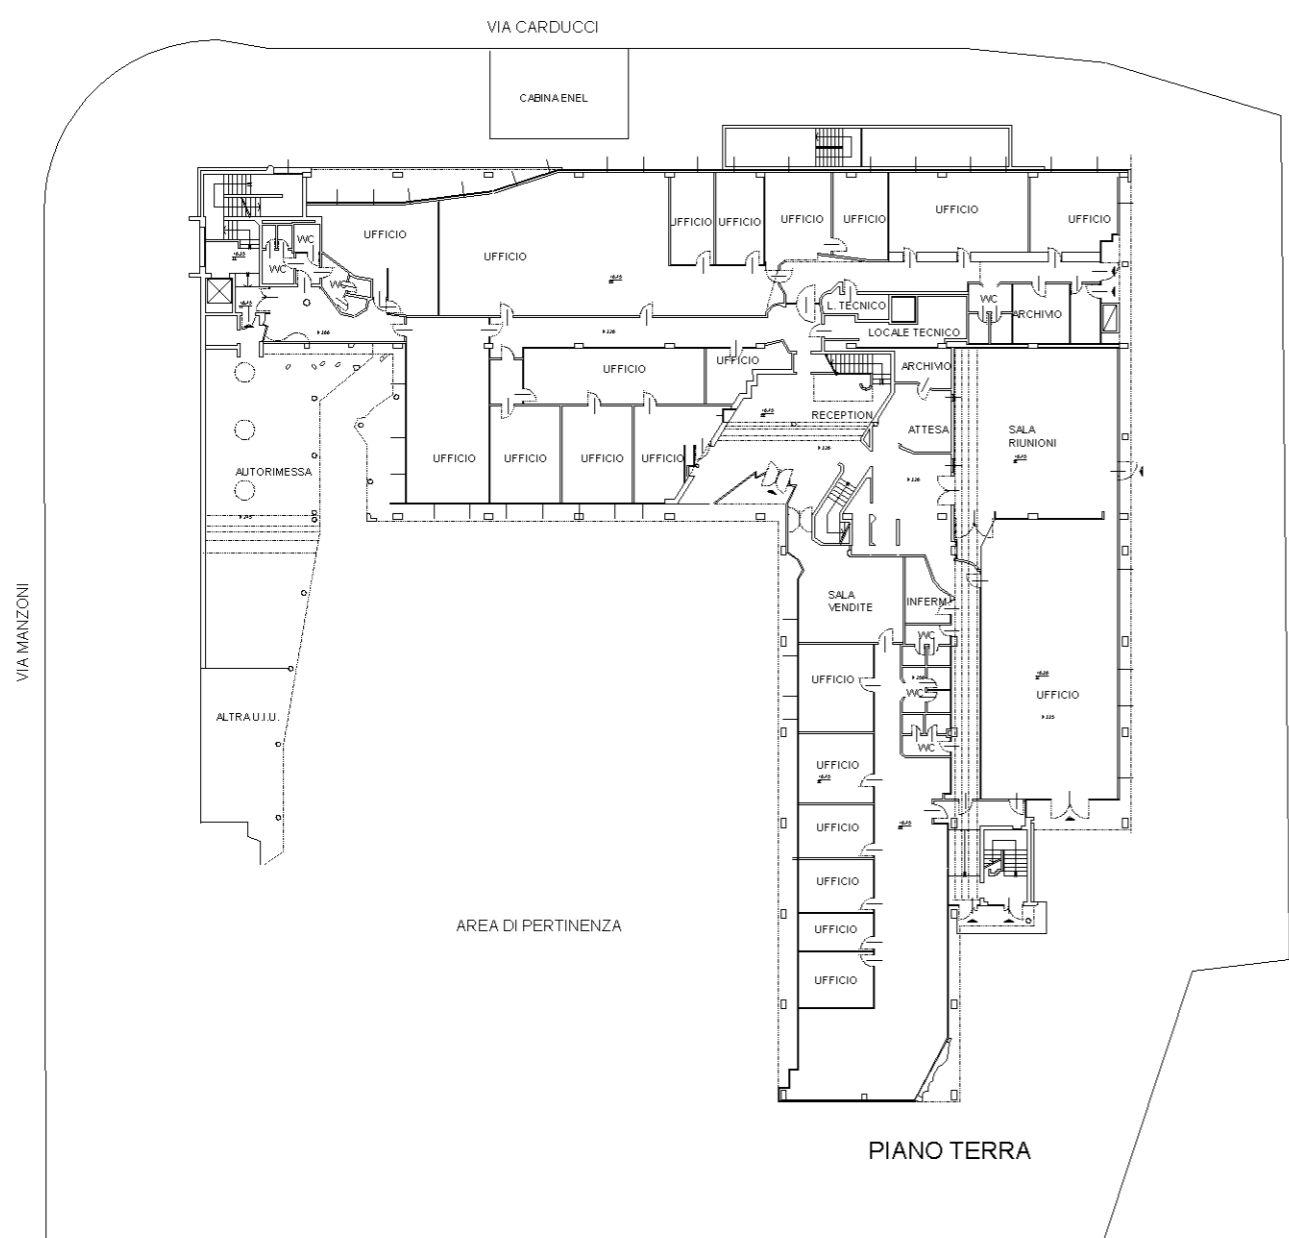 VIA CARDUCCI
CABINA ENEL
UFFICIO
UFFICIO
UFFICIO
UFFICIO
UFFICIO
UFFICIO
UFFICIO
UFFICIO
WC
WC
WC
WC
L. TECNICO
ARCHIVIO
LOCALE TECNICO
UFFICIO
UFFICIO
ARCHIVIO
RECEPTION
ATTESA
SALA
RIUNIONI
UFFICIO
UFFICIO
UFFICIO
UFFICIO
AUTORIMESSA
VIA MANZONI
SALA
VENDITE
INFERM.
WC
UFFICIO
WC
UFFICIO
ALTRA U.I.U.
WC
UFFICIO
UFFICIO
UFFICIO
UFFICIO
UFFICIO
AREA DI PERTINENZA
PIANO TERRA